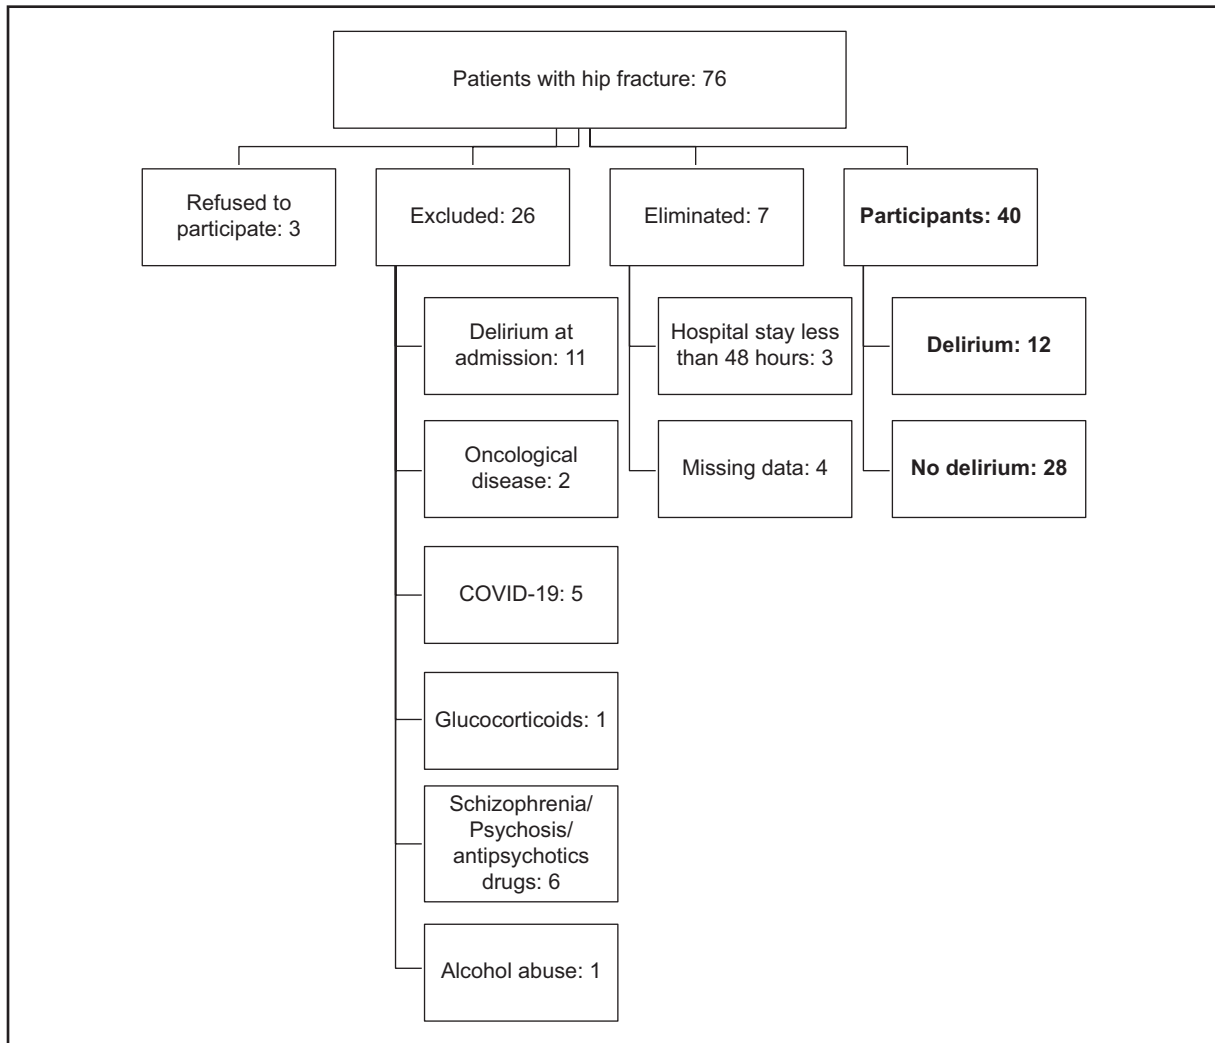 Patients with hip fracture: 76
Refused to
participate: 3
Excluded: 26
Eliminated: 7
Participants: 40
Delirium at
admission: 11
Hospital stay less
than 48 hours: 3
Delirium: 12
Oncological
disease: 2
Missing data: 4
No delirium: 28
COVID-19: 5
Glucocorticoids: 1
Schizophrenia/
Psychosis/
antipsychotics
drugs: 6
Alcohol abuse: 1